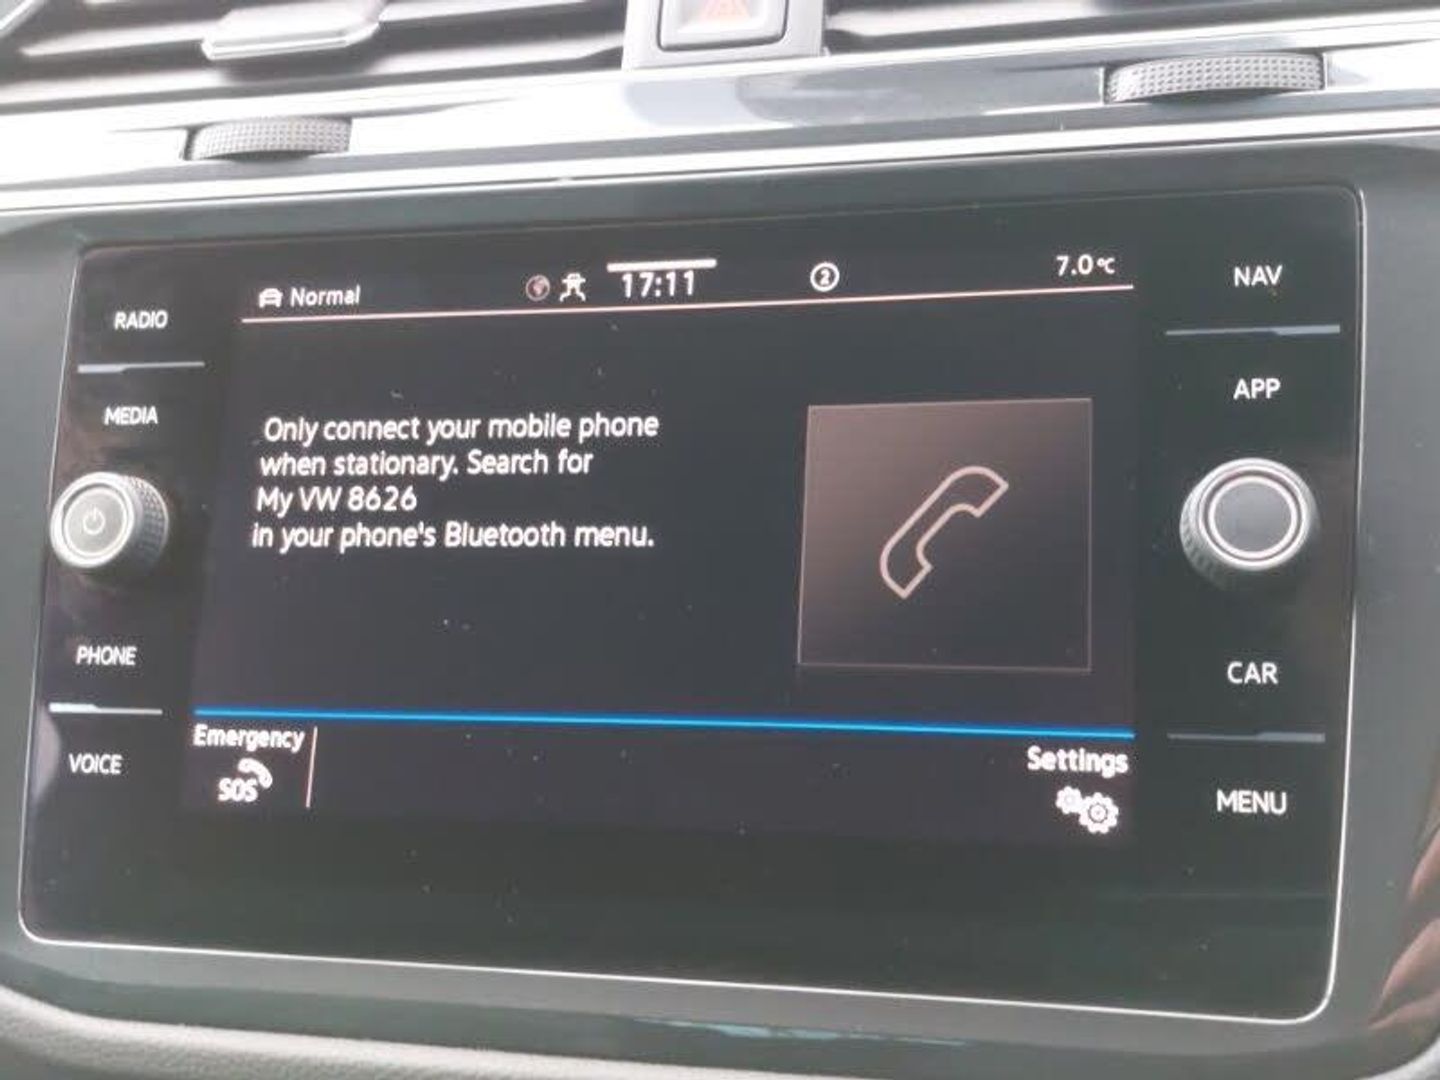 Normal
17:11
2
7.0°C
RADIO
MEDIA
PHONE
VOICE
Only connect your mobile phone
when stationary. Search for
My VW 8626
in your phone's Bluetooth menu.
Emergency
SOS
Settings
NAV
APP
CAR
MENU